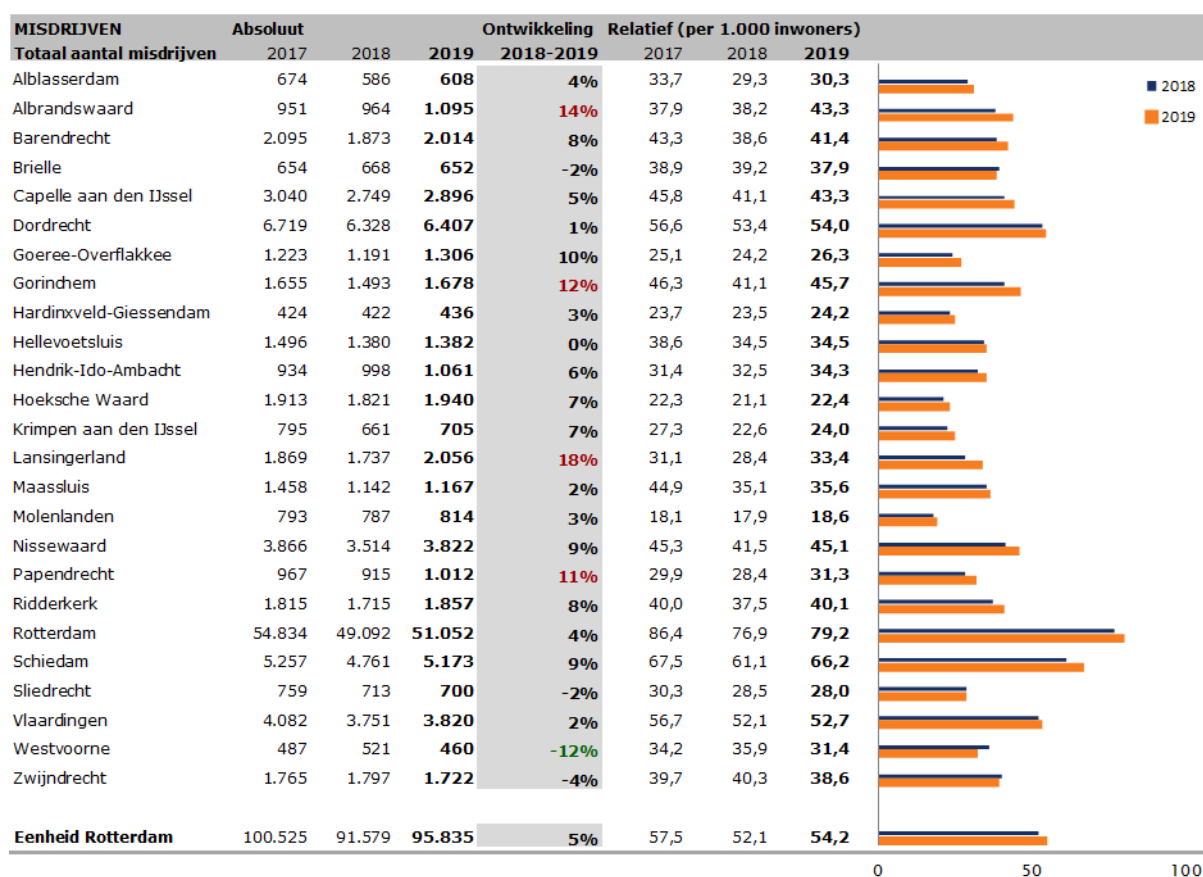 MISDRIJVEN Absoluut Ontwikkeling Relatief (per 1.000 inwoners)
Totaal aantal misdrijven 2017 2018 2019 2018-2019 2017 2018 2019
Alblasserdam 674 586 608 4% 33,7 29,3 30,3
2018
Albrandswaard 951 964 1.095 14% 37,9 38,2 43,3
2019
Barendrecht 2.095 1.873 2.014 8% 43,3 38,6 41,4
Brielle 654 668 652 -2% 38,9 39,2 37,9
Capelle aan den IJssel 3.040 2.749 2.896 5% 45,8 41,1 43,3
Dordrecht 6.719 6.328 6.407 1% 56,6 53,4 54,0
Goeree-Overflakkee 1.223 1.191 1.306 10% 25,1 24,2 26,3
Gorinchem 1.655 1.493 1.678 12% 46,3 41,1 45,7
Hardinxveld-Giessendam 424 422 436 3% 23,7 23,5 24,2
Hellevoetsluis 1.496 1.380 1.382 0% 38,6 34,5 34,5
Hendrik-Ido-Ambacht 934 998 1.061 6% 31,4 32,5 34,3
Hoeksche Waard 1.913 1.821 1.940 7% 22,3 21,1 22,4
Krimpen aan den IJssel 795 661 705 7% 27,3 22,6 24,0
Lansingerland 1.869 1.737 2.056 18% 31,1 28,4 33,4
Maassluis 1.458 1.142 1.167 2% 44,9 35,1 35,6
Molenlanden 793 787 814 3% 18,1 17,9 18,6
Nissewaard 3.866 3.514 3.822 9% 45,3 41,5 45,1
Papendrecht 967 915 1.012 11% 29,9 28,4 31,3
Ridderkerk 1.815 1.715 1.857 8% 40,0 37,5 40,1
Rotterdam 54.834 49.092 51.052 4% 86,4 76,9 79,2
Schiedam 5.257 4.761 5.173 9% 67,5 61,1 66,2
Sliedrecht 759 713 700 -2% 30,3 28,5 28,0
Vlaardingen 4.082 3.751 3.820 2% 56,7 52,1 52,7
Westvoorne 487 521 460 -12% 34,2 35,9 31,4
Zwijndrecht 1.765 1.797 1.722 -4% 39,7 40,3 38,6
Eenheid Rotterdam 100.525 91.579 95.835 5% 57,5 52,1 54,2
0 50 100